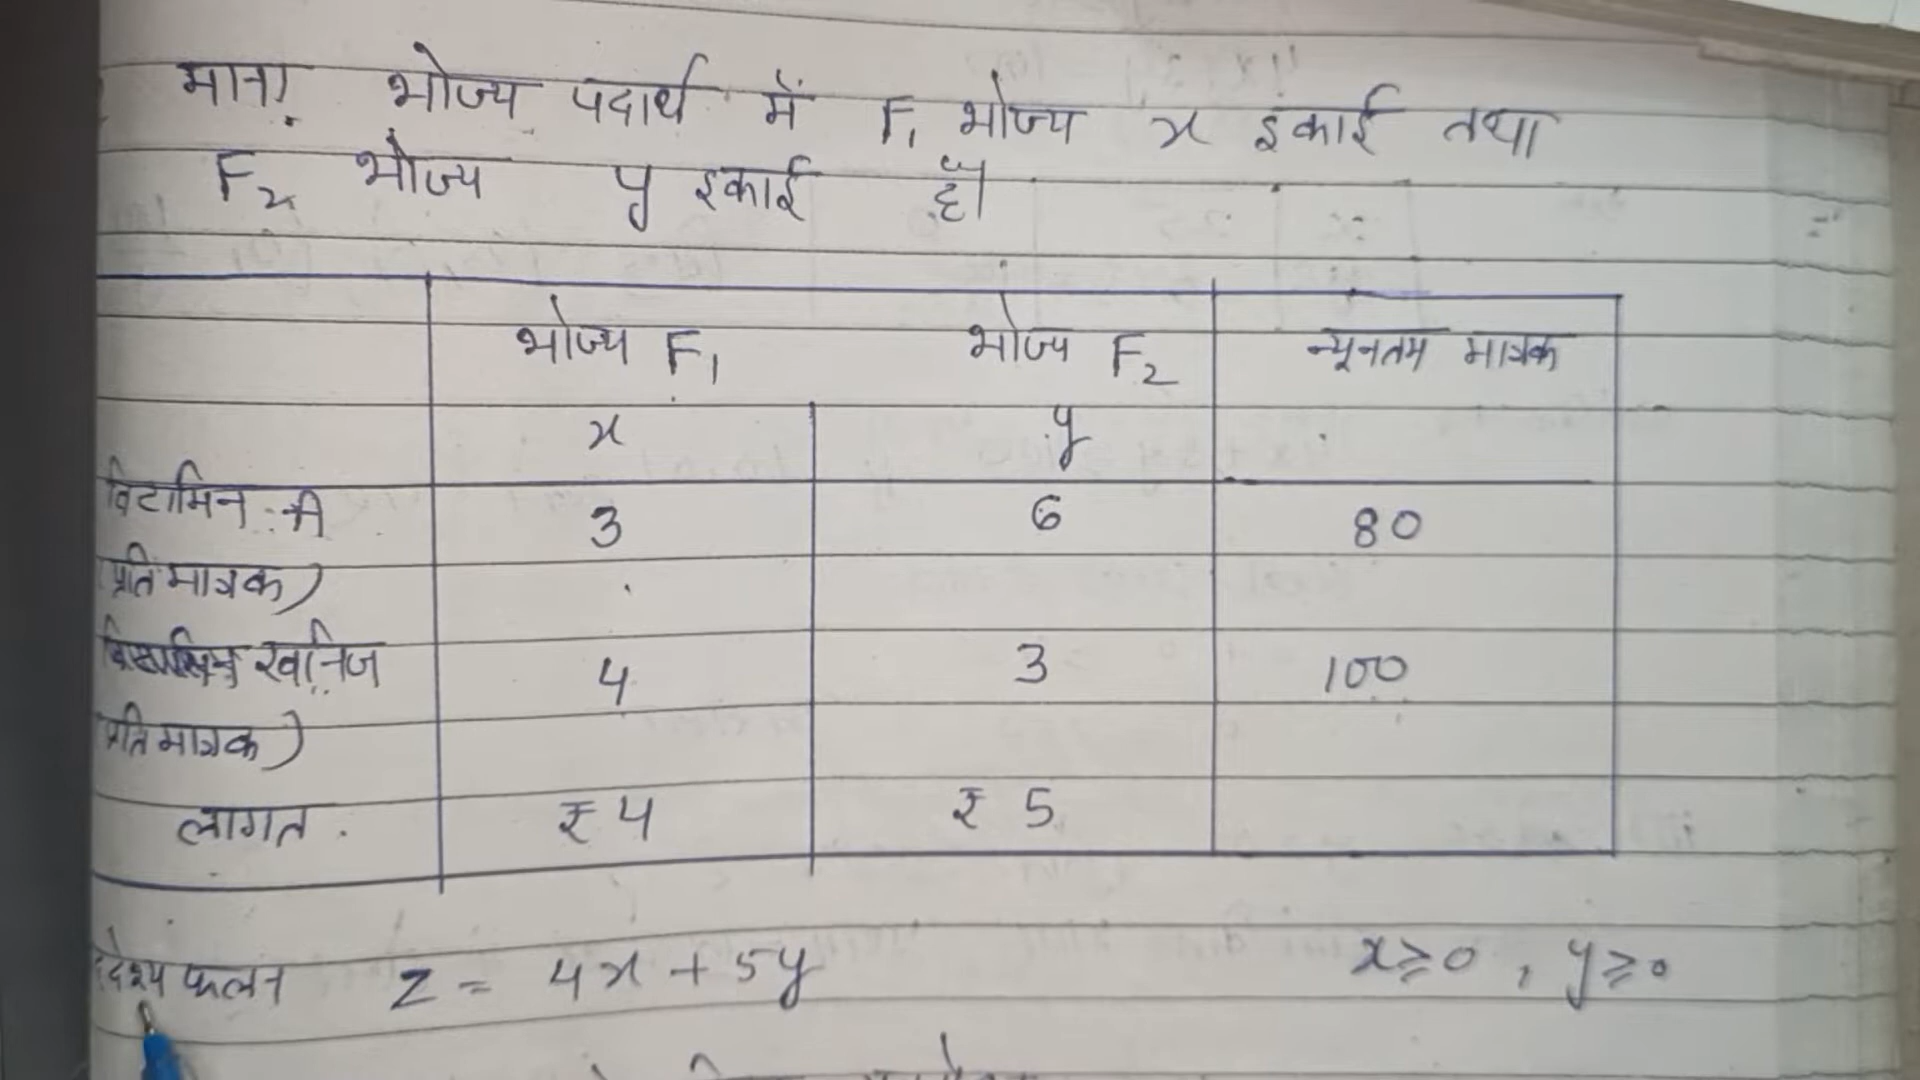 माना भोज्य पदार्थ में F₁ भोज्य x इकाई तथा
F₂ भोज्य y इकाई है।
भोज्य F₁ भोज्य F₂ न्यूनतम मात्रक
x y
विटामिन 3 6 80
प्रति मात्रक)
खनिज 4 3 100
प्रति मात्रक)
लागत ₹ 4 ₹ 5
द्देश्य फलन z = 4x + 5y x ≥ 0 , y ≥ 0